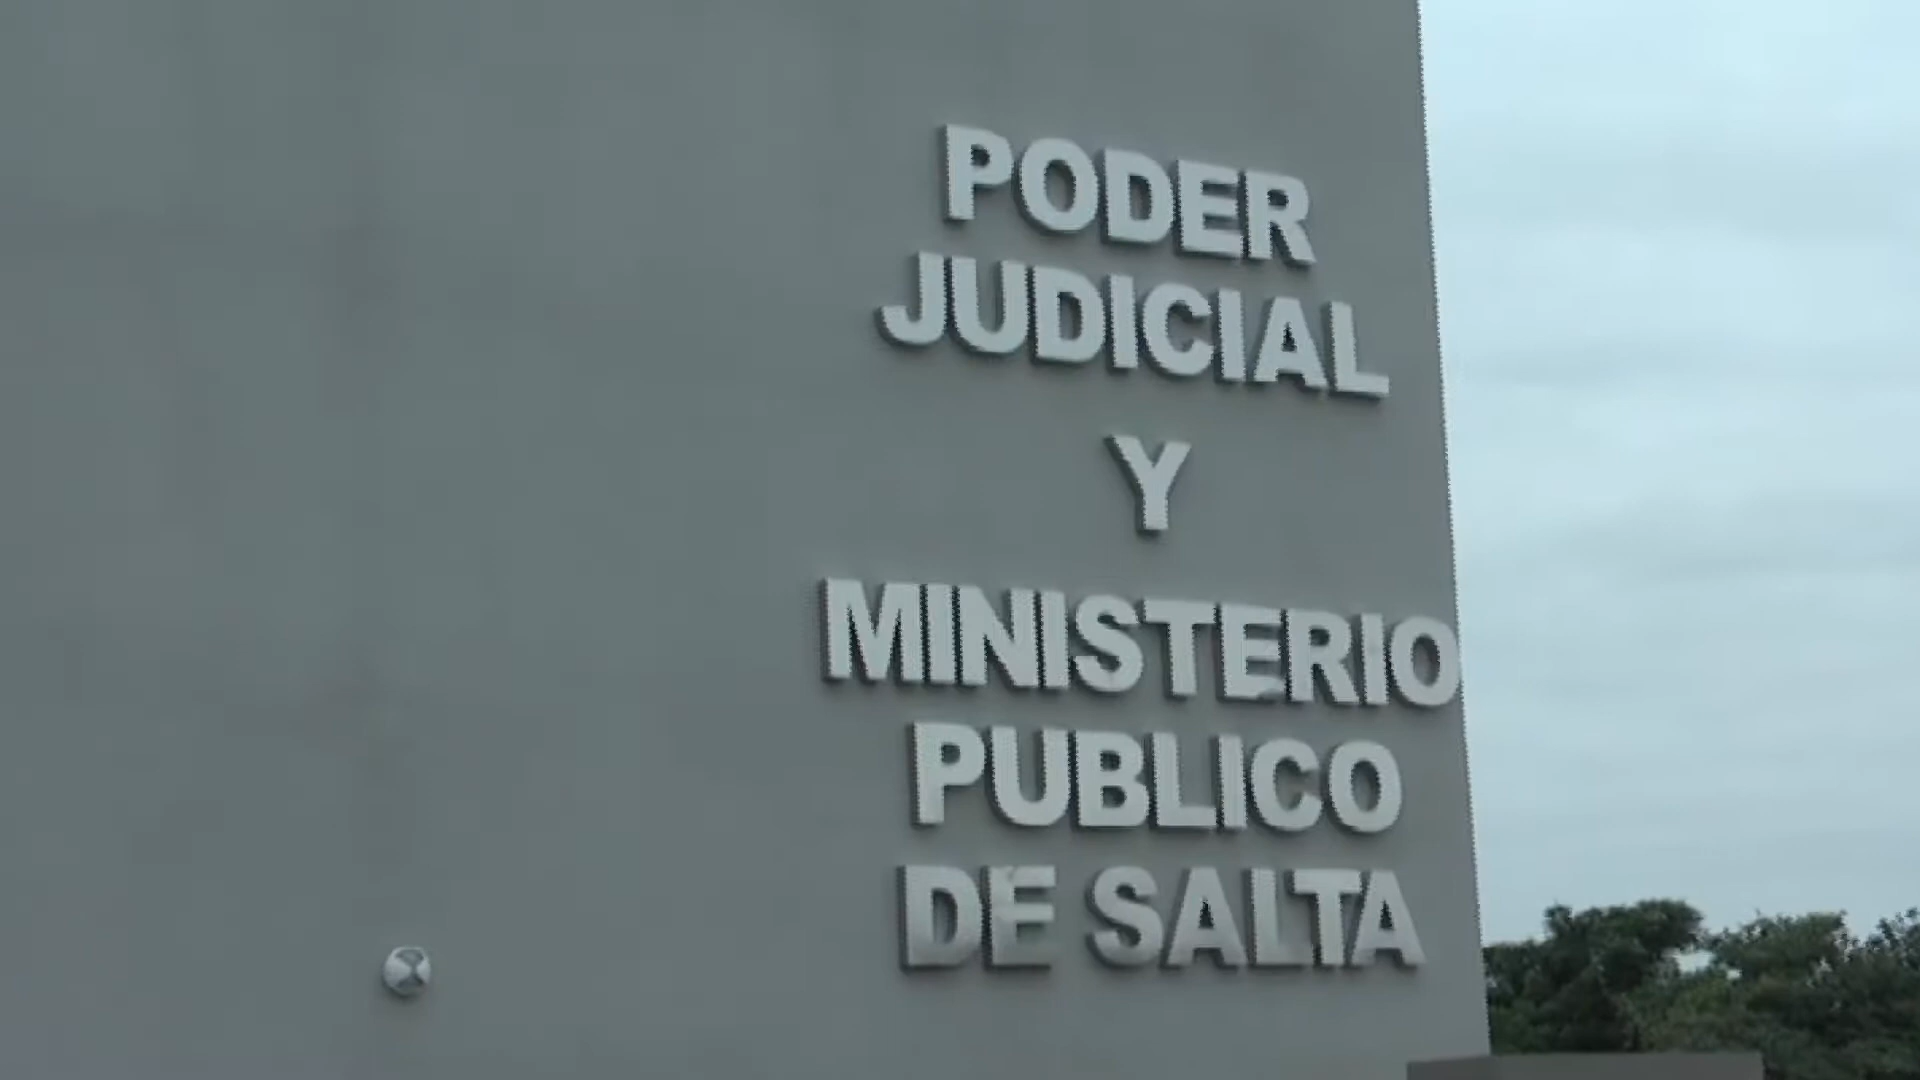 PODER
JUDICIAL
Y
MINISTERIO
PUBLICO
DE SALTA